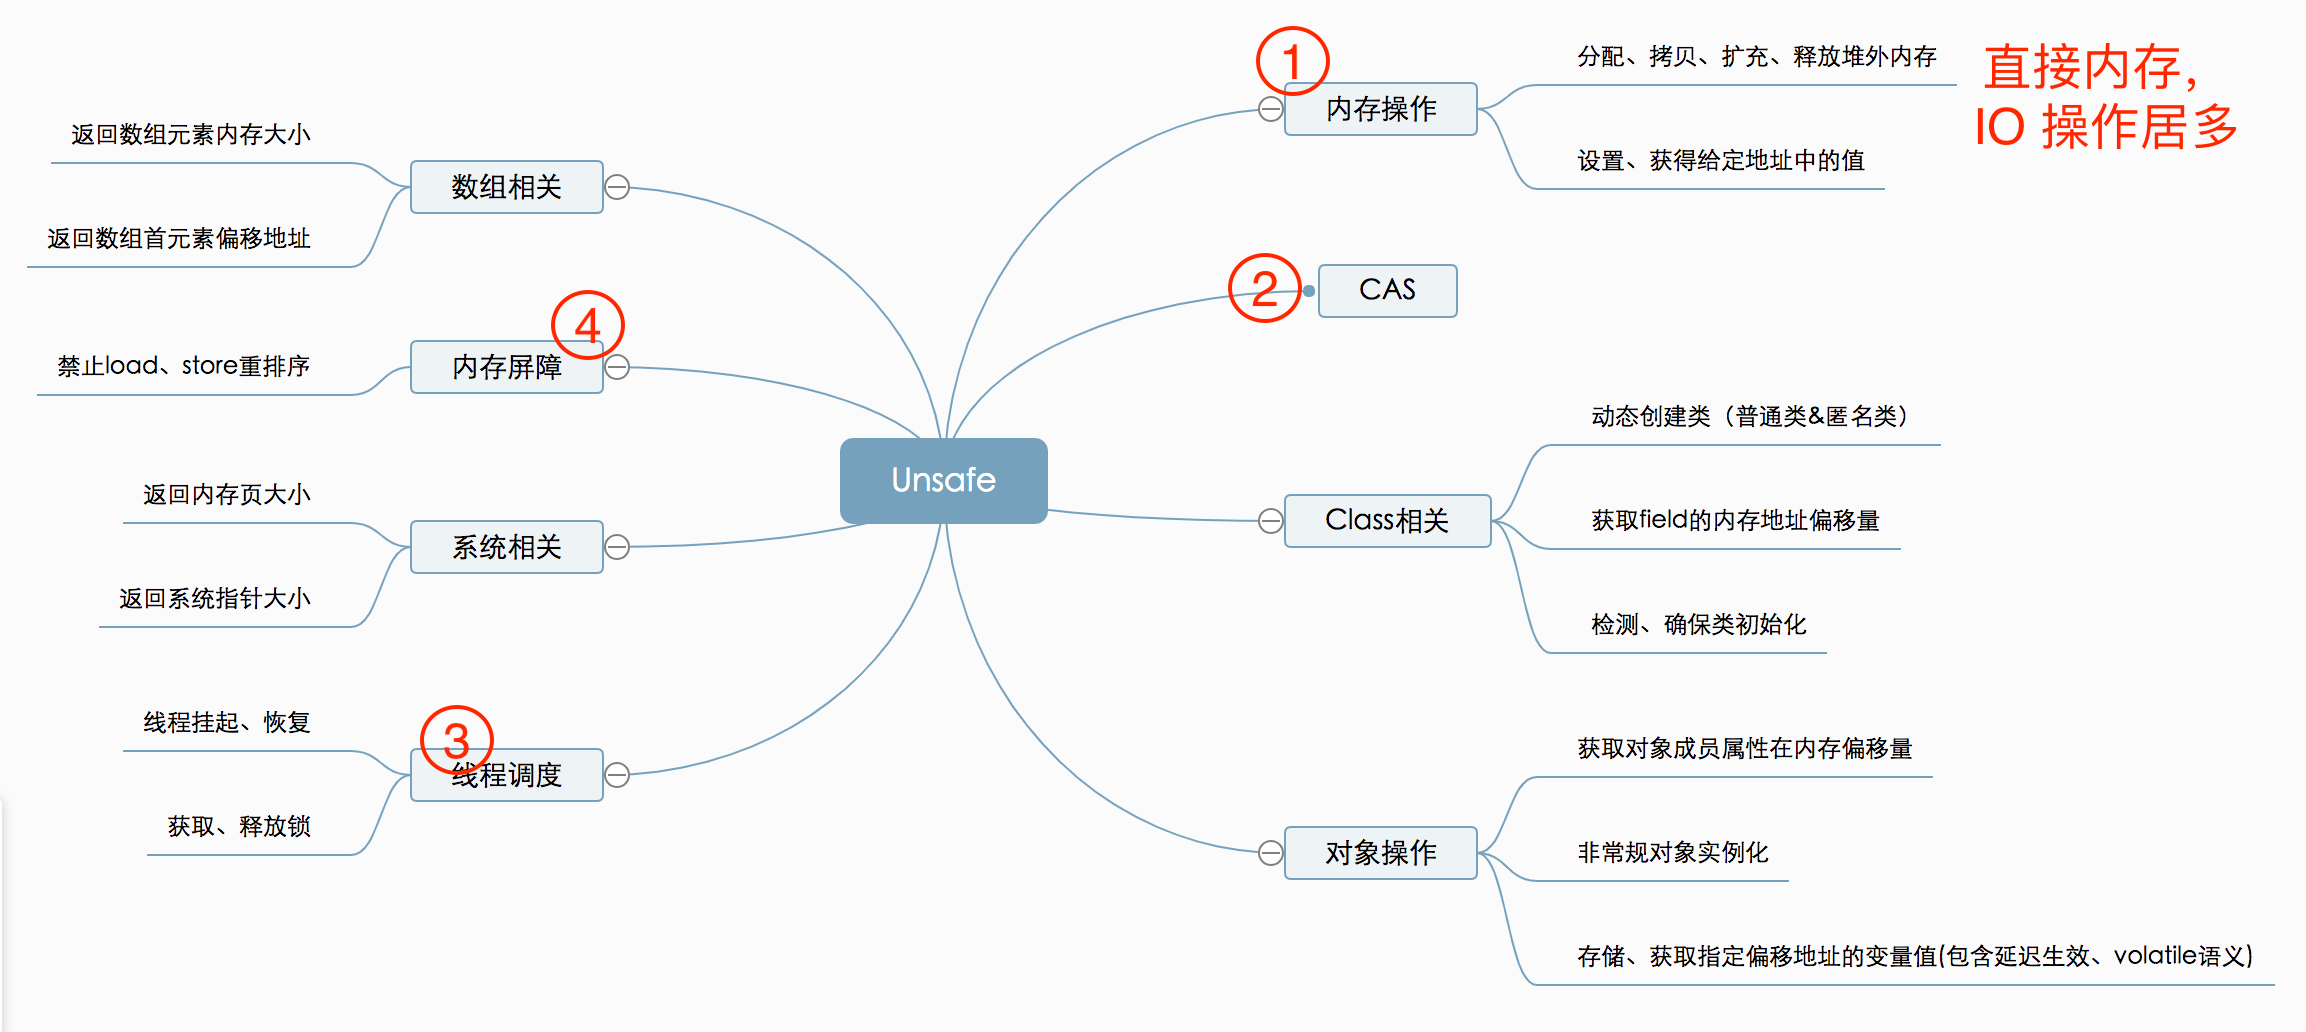 Unsafe
①
内存操作
分配、拷贝、扩充、释放堆外内存
设置、获得给定地址中的值
直接内存，
IO 操作居多
②
CAS
Class相关
动态创建类（普通类&匿名类）
获取field的内存地址偏移量
检测、确保类初始化
对象操作
获取对象成员属性在内存偏移量
非常规对象实例化
存储、获取指定偏移地址的变量值(包含延迟生效、volatile语义)
数组相关
返回数组元素内存大小
返回数组首元素偏移地址
④
内存屏障
禁止load、store重排序
系统相关
返回内存页大小
返回系统指针大小
③
线程调度
线程挂起、恢复
获取、释放锁